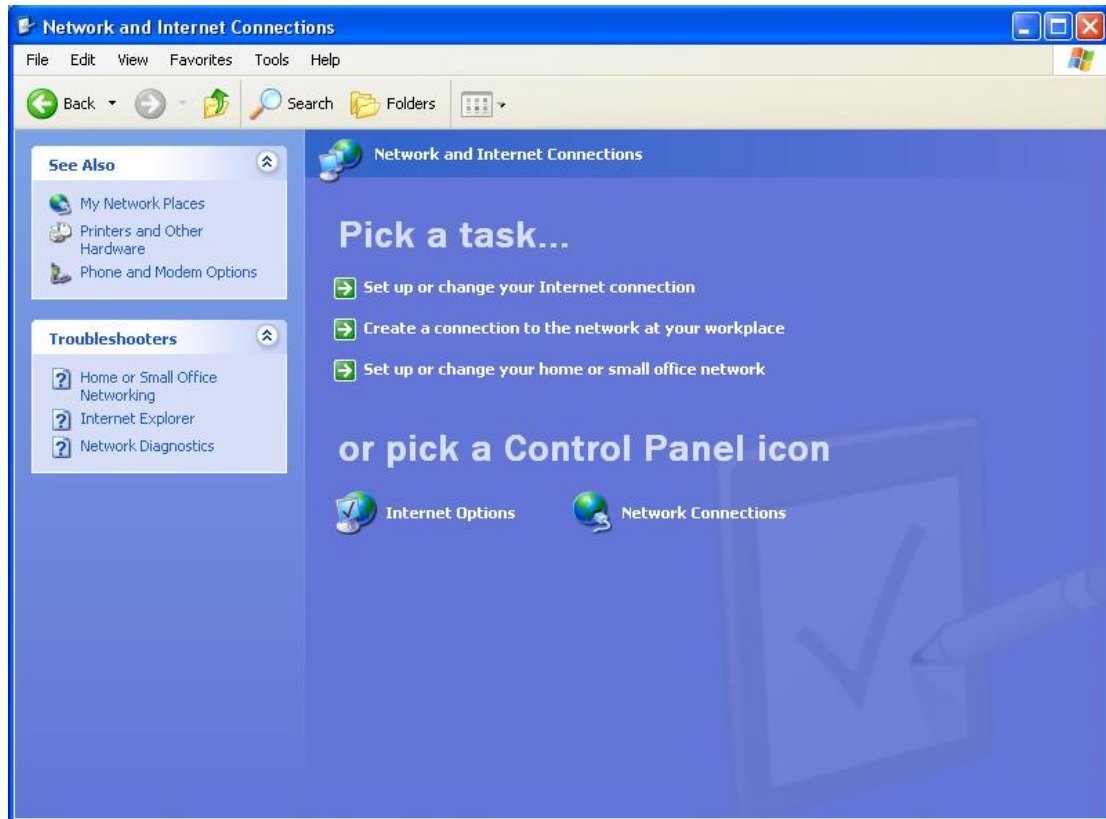 Network and Internet Connections
File Edit View Favorites Tools Help
Back Search Folders
See Also
My Network Places
Printers and Other
Hardware
Phone and Modem Options
Troubleshooters
Home or Small Office
Networking
Internet Explorer
Network Diagnostics
Network and Internet Connections
Pick a task...
Set up or change your Internet connection
Create a connection to the network at your workplace
Set up or change your home or small office network
or pick a Control Panel icon
Internet Options Network Connections